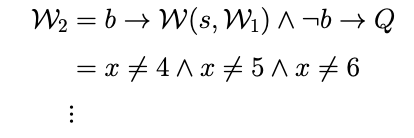 𝒲₂ = b → 𝒲(s, 𝒲₁) ∧ ¬b → Q
= x ≠ 4 ∧ x ≠ 5 ∧ x ≠ 6
⋮